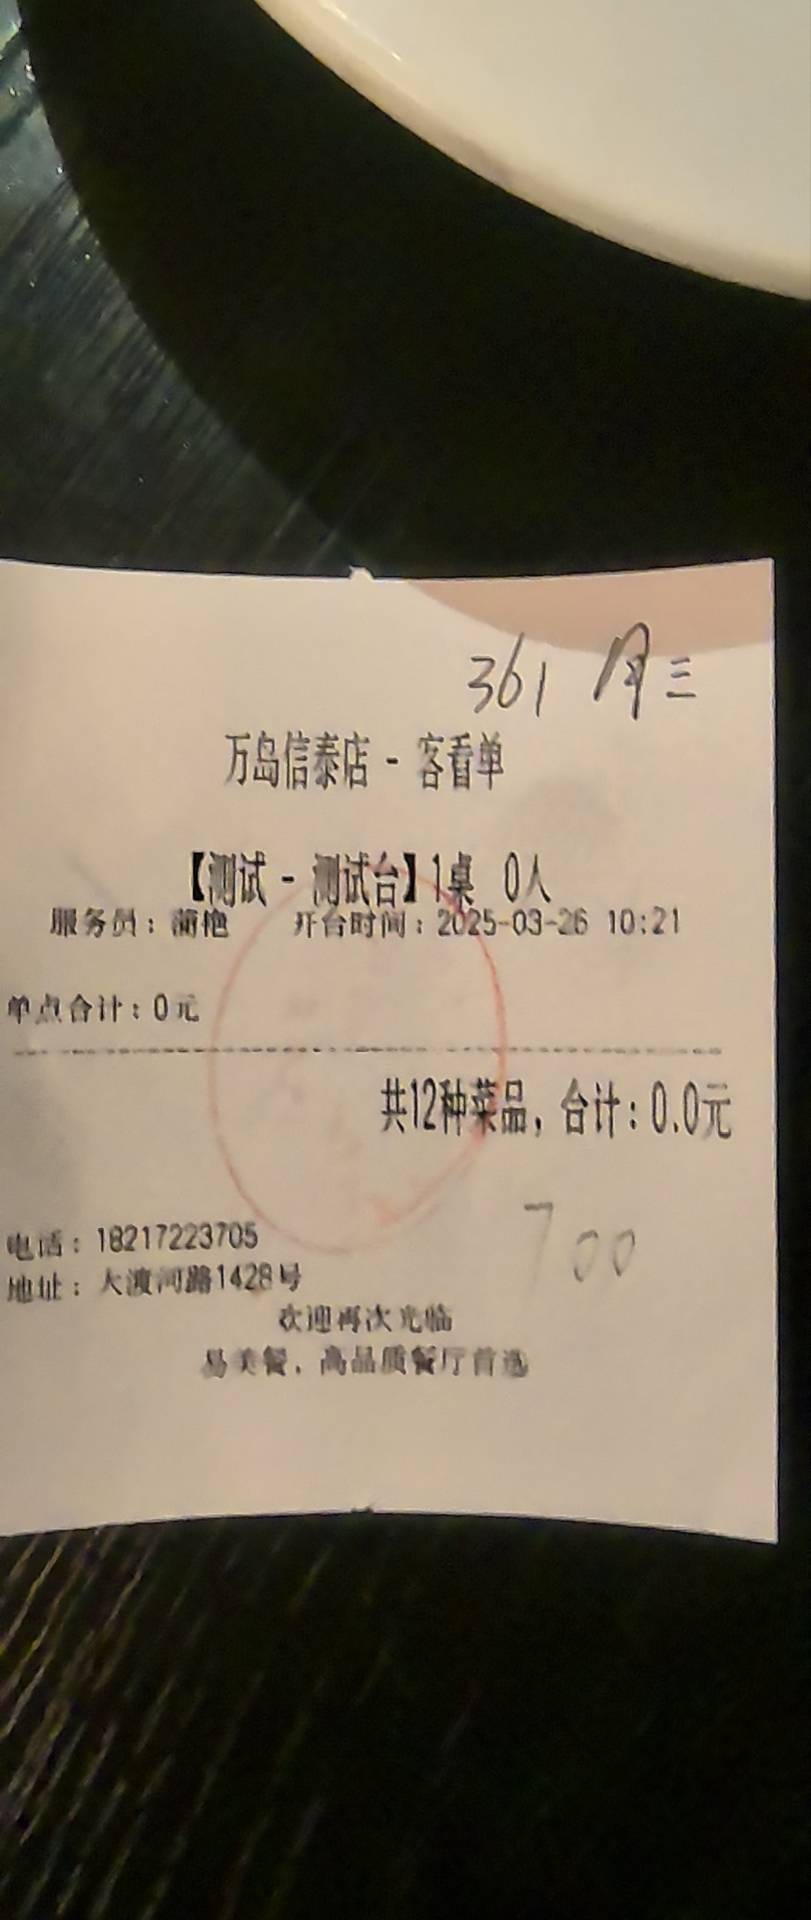 361 月三
万岛信泰店 - 客看单
【测试 - 测试台】1桌 0人
服务员：蒲艳 开台时间：2025-03-26 10:21
单点合计：0元
共12种菜品，合计：0.0元
700
电话：18217223705
地址：大渡河路1428号
欢迎再次光临
易美餐，高品质餐厅首选